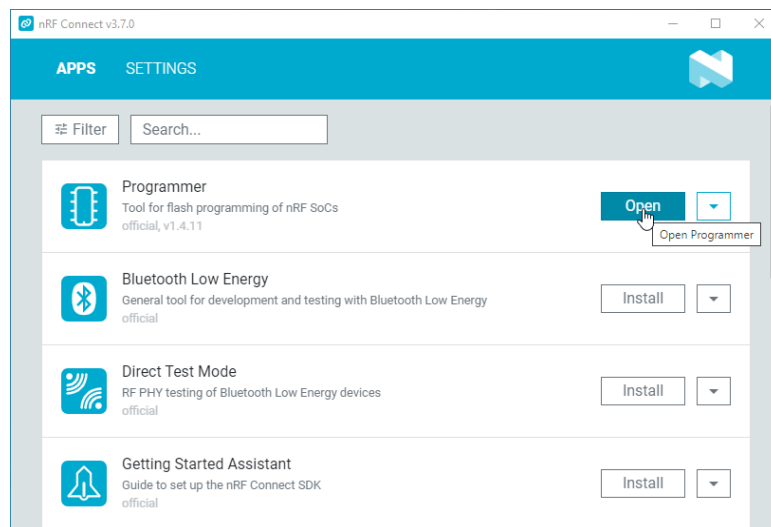 nRF Connect v3.7.0
APPS SETTINGS
Filter Search...
Programmer
Tool for flash programming of nRF SoCs
official, v1.4.11
Open
Open Programmer
Bluetooth Low Energy
General tool for development and testing with Bluetooth Low Energy
official
Install
Direct Test Mode
RF PHY testing of Bluetooth Low Energy devices
official
Install
Getting Started Assistant
Guide to set up the nRF Connect SDK
official
Install